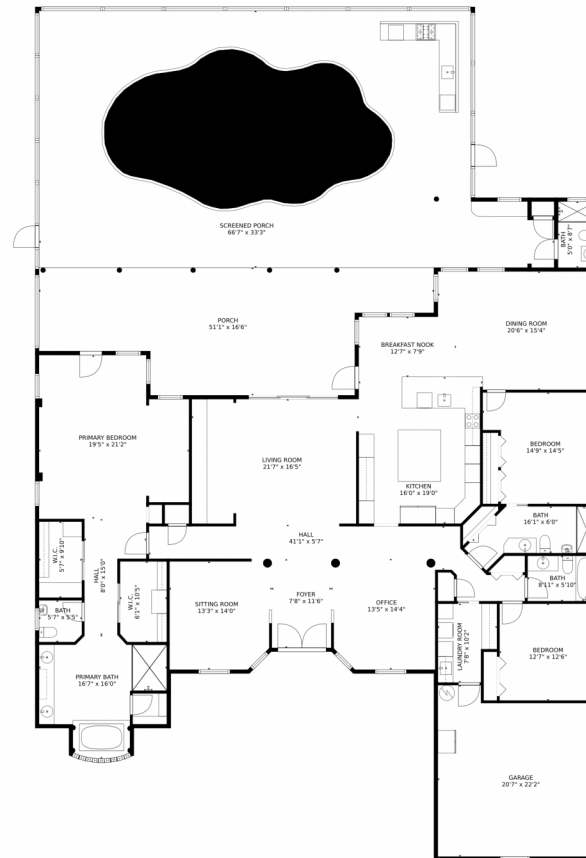 SCREENED PORCH
66'7" x 33'3"
BATH
5'0" x 8'7"
PORCH
51'1" x 16'6"
DINING ROOM
20'6" x 15'4"
BREAKFAST NOOK
12'7" x 7'9"
PRIMARY BEDROOM
19'5" x 21'2"
LIVING ROOM
21'7" x 16'5"
BEDROOM
14'9" x 14'5"
KITCHEN
16'0" x 19'0"
BATH
16'1" x 6'0"
HALL
41'1" x 5'7"
W.I.C.
5'7" x 9'10"
HALL
8'0" x 15'0"
W.I.C.
6'1" x 10'5"
SITTING ROOM
13'3" x 14'0"
FOYER
7'8" x 11'6"
OFFICE
13'5" x 14'4"
BATH
8'11" x 5'10"
BATH
5'7" x 5'5"
LAUNDRY ROOM
7'8" x 10'2"
BEDROOM
12'7" x 12'6"
PRIMARY BATH
16'7" x 16'0"
GARAGE
20'7" x 22'2"